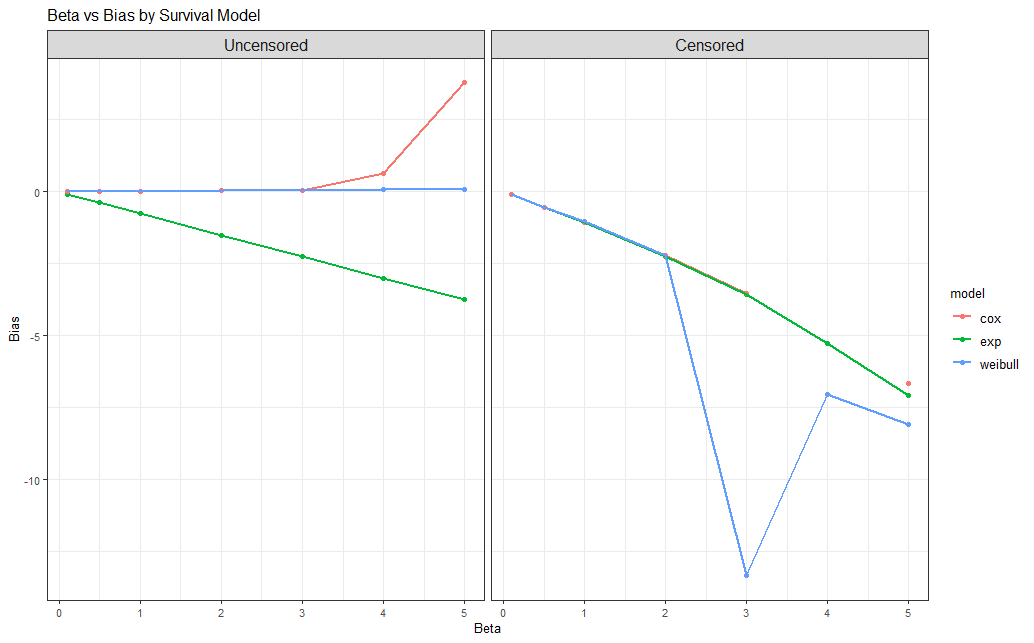 Beta vs Bias by Survival Model
Uncensored
Censored
0
-5
-10
Bias
0 1 2 3 4 5
0 1 2 3 4 5
Beta
model
cox
exp
weibull